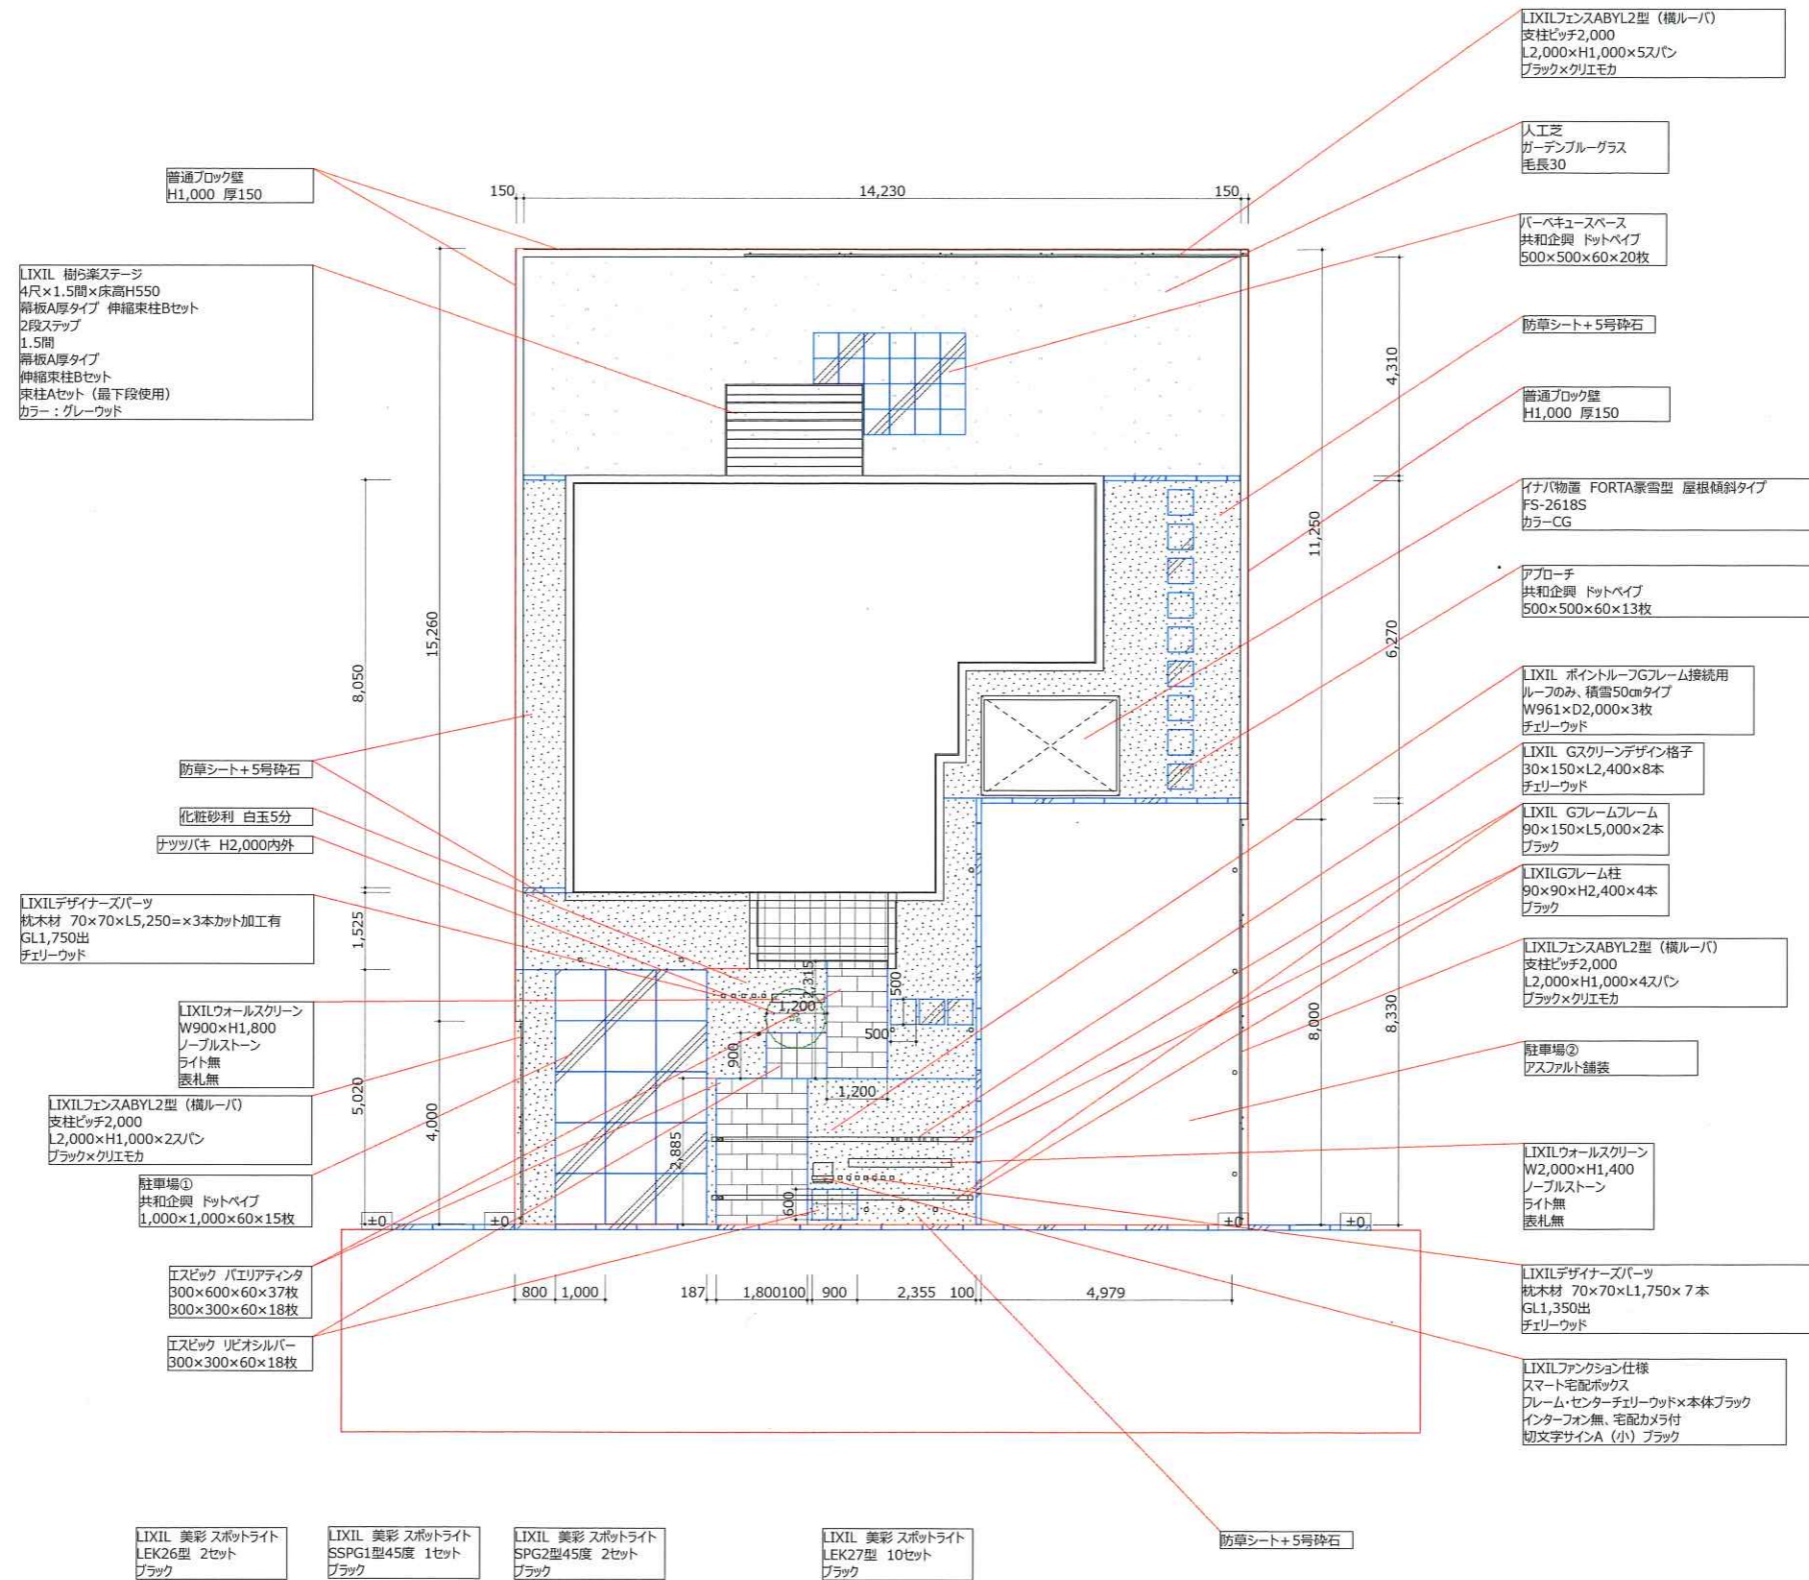 LIXILフェンスABYL2型（横ルーバ）
支柱ピッチ2,000
L2,000×H1,000×5スパン
ブラック×クリエモカ
人工芝
ガーデンブルーグラス
毛長30
バーベキュースペース
共和企興 ドットペイブ
500×500×60×20枚
防草シート+5号砕石
普通ブロック壁
H1,000 厚150
イナバ物置 FORTA豪雪型 屋根傾斜タイプ
FS-2618S
カラーCG
アプローチ
共和企興 ドットペイブ
500×500×60×13枚
LIXIL ポイントルーフGフレーム接続用
ルーフのみ、積雪50㎝タイプ
W961×D2,000×3枚
チェリーウッド
LIXIL Gスクリーンデザイン格子
30×150×L2,400×8本
チェリーウッド
LIXIL Gフレームフレーム
90×150×L5,000×2本
ブラック
LIXILGフレーム柱
90×90×H2,400×4本
ブラック
LIXILフェンスABYL2型（横ルーバ）
支柱ピッチ2,000
L2,000×H1,000×4スパン
ブラック×クリエモカ
駐車場②
アスファルト舗装
LIXILウォールスクリーン
W2,000×H1,400
ノーブルストーン
ライト無
表札無
LIXILデザイナーズパーツ
枕木材 70×70×L1,750×７本
GL1,350出
チェリーウッド
LIXILファンクション仕様
スマート宅配ボックス
フレーム・センターチェリーウッド×本体ブラック
インターフォン無、宅配カメラ付
切文字サインA（小）ブラック
防草シート+5号砕石
普通ブロック壁
H1,000 厚150
LIXIL 樹ら楽ステージ
4尺×1.5間×床高H550
幕板A厚タイプ 伸縮束柱Bセット
2段ステップ
1.5間
幕板A厚タイプ
伸縮束柱Bセット
束柱Aセット（最下段使用）
カラー：グレーウッド
防草シート+5号砕石
化粧砂利 白玉5分
ナツツバキ H2,000内外
LIXILデザイナーズパーツ
枕木材 70×70×L5,250=×3本カット加工有
GL1,750出
チェリーウッド
LIXILウォールスクリーン
W900×H1,800
ノーブルストーン
ライト無
表札無
LIXILフェンスABYL2型（横ルーバ）
支柱ピッチ2,000
L2,000×H1,000×2スパン
ブラック×クリエモカ
駐車場①
共和企興 ドットペイブ
1,000×1,000×60×15枚
エスビック バエリアティンタ
300×600×60×37枚
300×300×60×18枚
エスビック リビオシルバー
300×300×60×18枚
150
14,230
150
15,260
8,050
1,525
5,020
4,000
4,310
11,250
6,270
8,000
8,330
2,315
1,200
500
500
900
1,200
2,885
600
±0
±0
±0
±0
800
1,000
187
1,800
100
900
2,355
100
4,979
LIXIL 美彩 スポットライト
LEK26型 2セット
ブラック
LIXIL 美彩 スポットライト
SSPG1型45度 1セット
ブラック
LIXIL 美彩 スポットライト
SPG2型45度 2セット
ブラック
LIXIL 美彩 スポットライト
LEK27型 10セット
ブラック